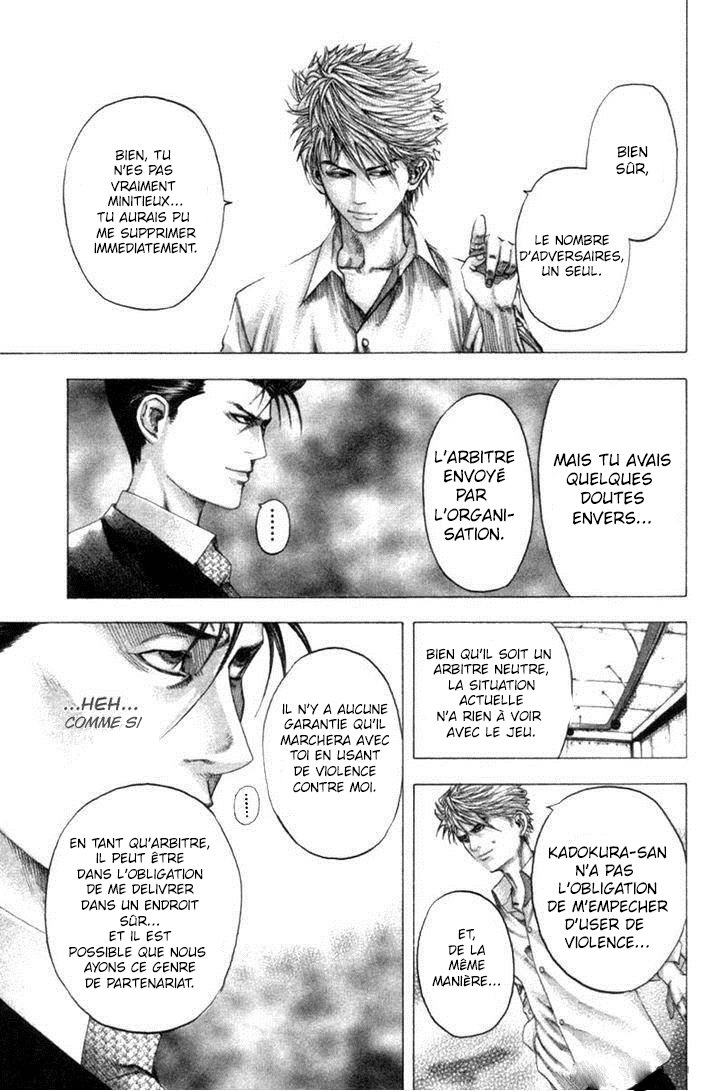 BIEN
SÛR,
LE NOMBRE
D'ADVERSAIRES,
UN SEUL.
BIEN, TU
N'ES PAS
VRAIMENT
MINITIEUX...
TU AURAIS PU
ME SUPPRIMER
IMMEDIATEMENT.
MAIS TU AVAIS
QUELQUES
DOUTES
ENVERS...
L'ARBITRE
ENVOYÉ
PAR
L'ORGANI-
SATION.
......
BIEN QU'IL SOIT UN
ARBITRE NEUTRE,
LA SITUATION
ACTUELLE
N'A RIEN À VOIR
AVEC LE JEU.
KADOKURA-SAN
N'A PAS
L'OBLIGATION
DE M'EMPECHER
D'USER DE
VIOLENCE...
ET,
DE LA
MÊME
MANIÈRE...
IL N'Y A AUCUNE
GARANTIE QU'IL
MARCHERA AVEC
TOI EN USANT
DE VIOLENCE
CONTRE MOI.
...HEH...
COMME SI
......
EN TANT QU'ARBITRE,
IL PEUT ÊTRE
DANS L'OBLIGATION
DE ME DELIVRER
DANS UN ENDROIT
SÛR...
ET IL EST
POSSIBLE QUE NOUS
AYONS CE GENRE
DE PARTENARIAT.